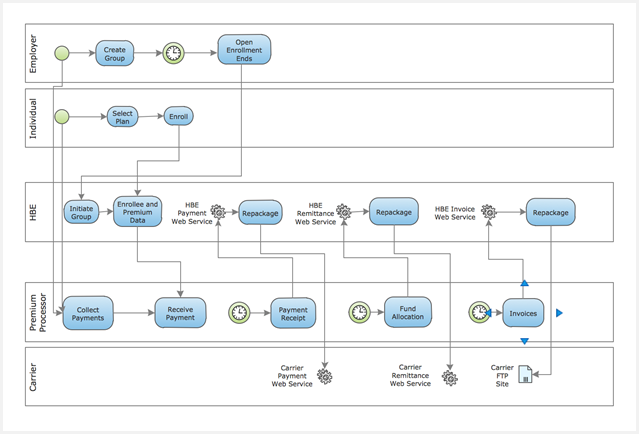 Employer
Create
Group
Open
Enrollment
Ends
Individual
Select
Plan
Enroll
HBE
Initiate
Group
Enrollee and
Premium
Data
HBE
Payment
Web Service
Repackage
HBE
Remittance
Web Service
Repackage
HBE Invoice
Web Service
Repackage
Premium
Processor
Collect
Payments
Receive
Payment
Payment
Receipt
Fund
Allocation
Invoices
Carrier
Carrier
Payment
Web Service
Carrier
Remittance
Web Service
Carrier
FTP
Site